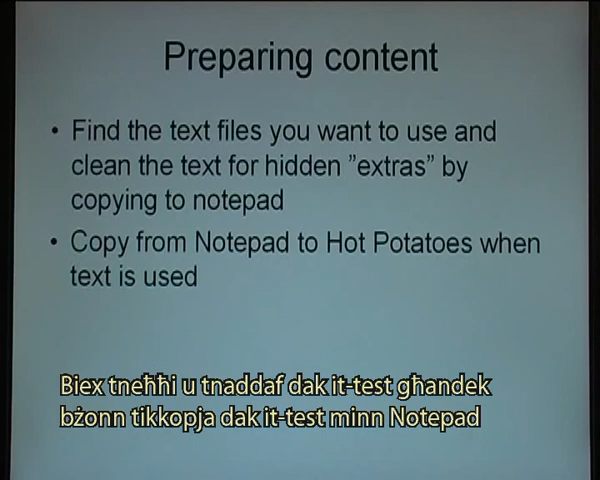 Preparing content
• Find the text files you want to use and
clean the text for hidden ”extras” by
copying to notepad
• Copy from Notepad to Hot Potatoes when
text is used
Biex tneħħi u tnaddaf dak it-test għandek
bżonn tikkopja dak it-test minn Notepad